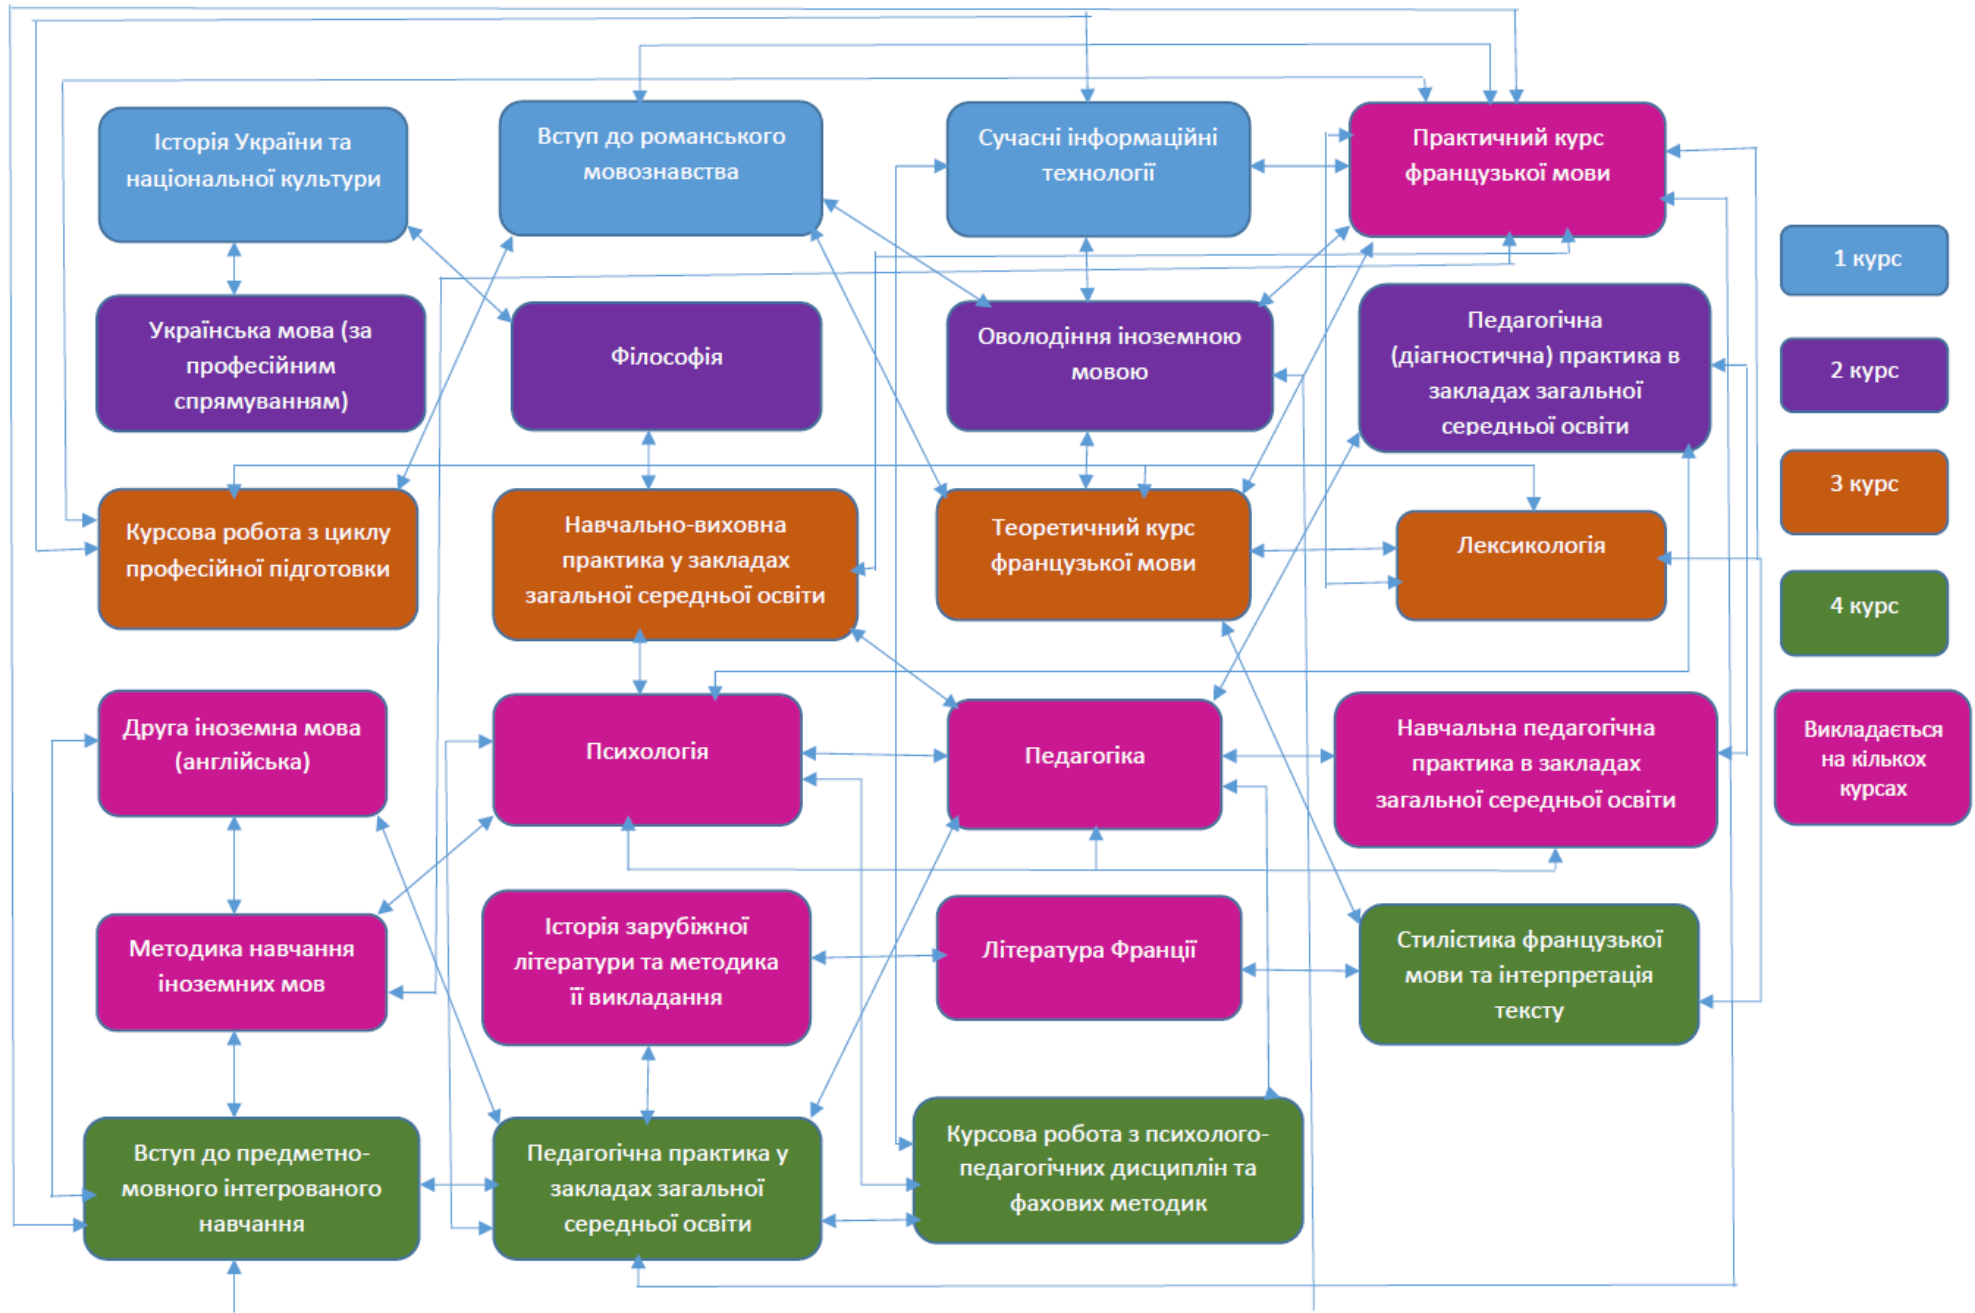 Історія України та
національної культури
Вступ до романського
мовознавства
Сучасні інформаційні
технології
Практичний курс
французької мови
1 курс
Українська мова (за
професійним
спрямуванням)
Філософія
Оволодіння іноземною
мовою
Педагогічна
(діагностична) практика в
закладах загальної
середньої освіти
2 курс
Курсова робота з циклу
професійної підготовки
Навчально-виховна
практика у закладах
загальної середньої освіти
Теоретичний курс
французької мови
Лексикологія
3 курс
4 курс
Друга іноземна мова
(англійська)
Психологія
Педагогіка
Навчальна педагогічна
практика в закладах
загальної середньої освіти
Викладається
на кількох
курсах
Методика навчання
іноземних мов
Історія зарубіжної
літератури та методика
її викладання
Література Франції
Стилістика французької
мови та інтерпретація
тексту
Вступ до предметно-
мовного інтегрованого
навчання
Педагогічна практика у
закладах загальної
середньої освіти
Курсова робота з психолого-
педагогічних дисциплін та
фахових методик